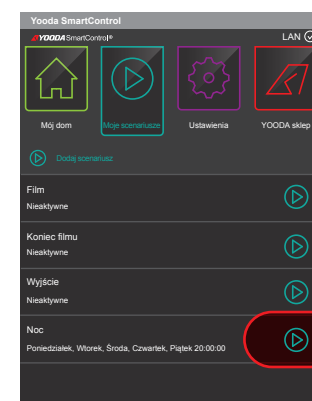 Yooda SmartControl
YOODA SmartControl® LAN
Mój dom Moje scenariusze Ustawienia YOODA sklep
Dodaj scenariusz
Film
Nieaktywne
Koniec filmu
Nieaktywne
Wyjście
Nieaktywne
Noc
Poniedziałek, Wtorek, Środa, Czwartek, Piątek 20:00:00